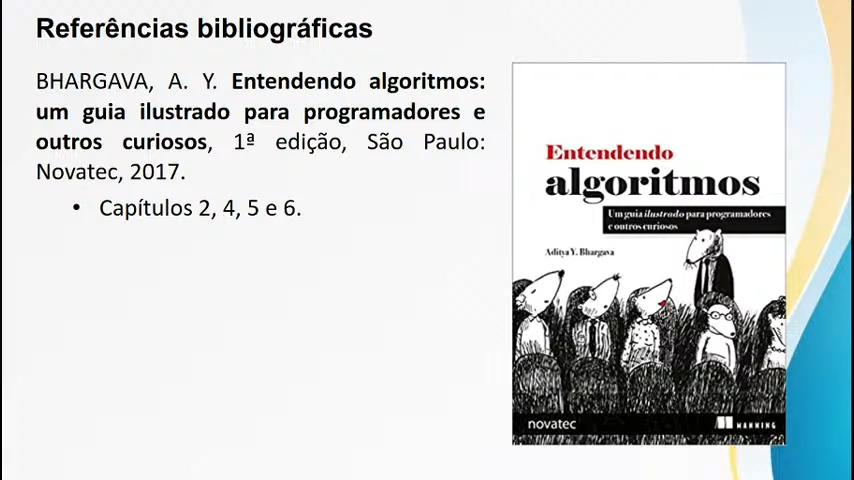 Referências bibliográficas
BHARGAVA, A. Y. Entendendo algoritmos:
um guia ilustrado para programadores e
outros curiosos, 1ª edição, São Paulo:
Novatec, 2017.
• Capítulos 2, 4, 5 e 6.
Entendendo
algoritmos
Um guia ilustrado para programadores
e outros curiosos
Aditya Y. Bhargava
novatec
MANNING